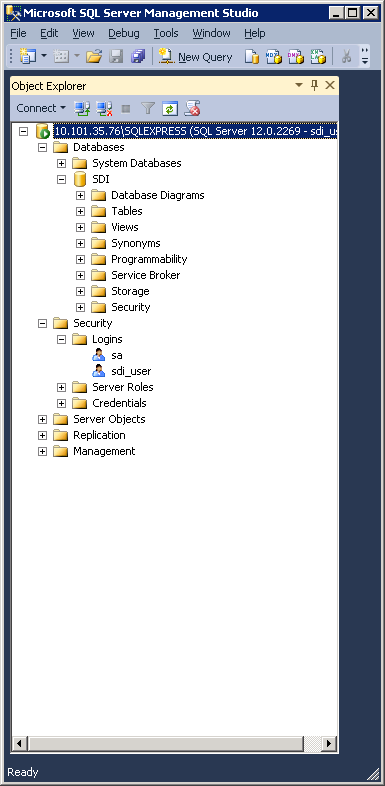 Microsoft SQL Server Management Studio
File Edit View Debug Tools Window Help
New Query
Object Explorer
Connect
10.101.35.76\SQLEXPRESS (SQL Server 12.0.2269 - sdi_us
Databases
System Databases
SDI
Database Diagrams
Tables
Views
Synonyms
Programmability
Service Broker
Storage
Security
Security
Logins
sa
sdi_user
Server Roles
Credentials
Server Objects
Replication
Management
Ready